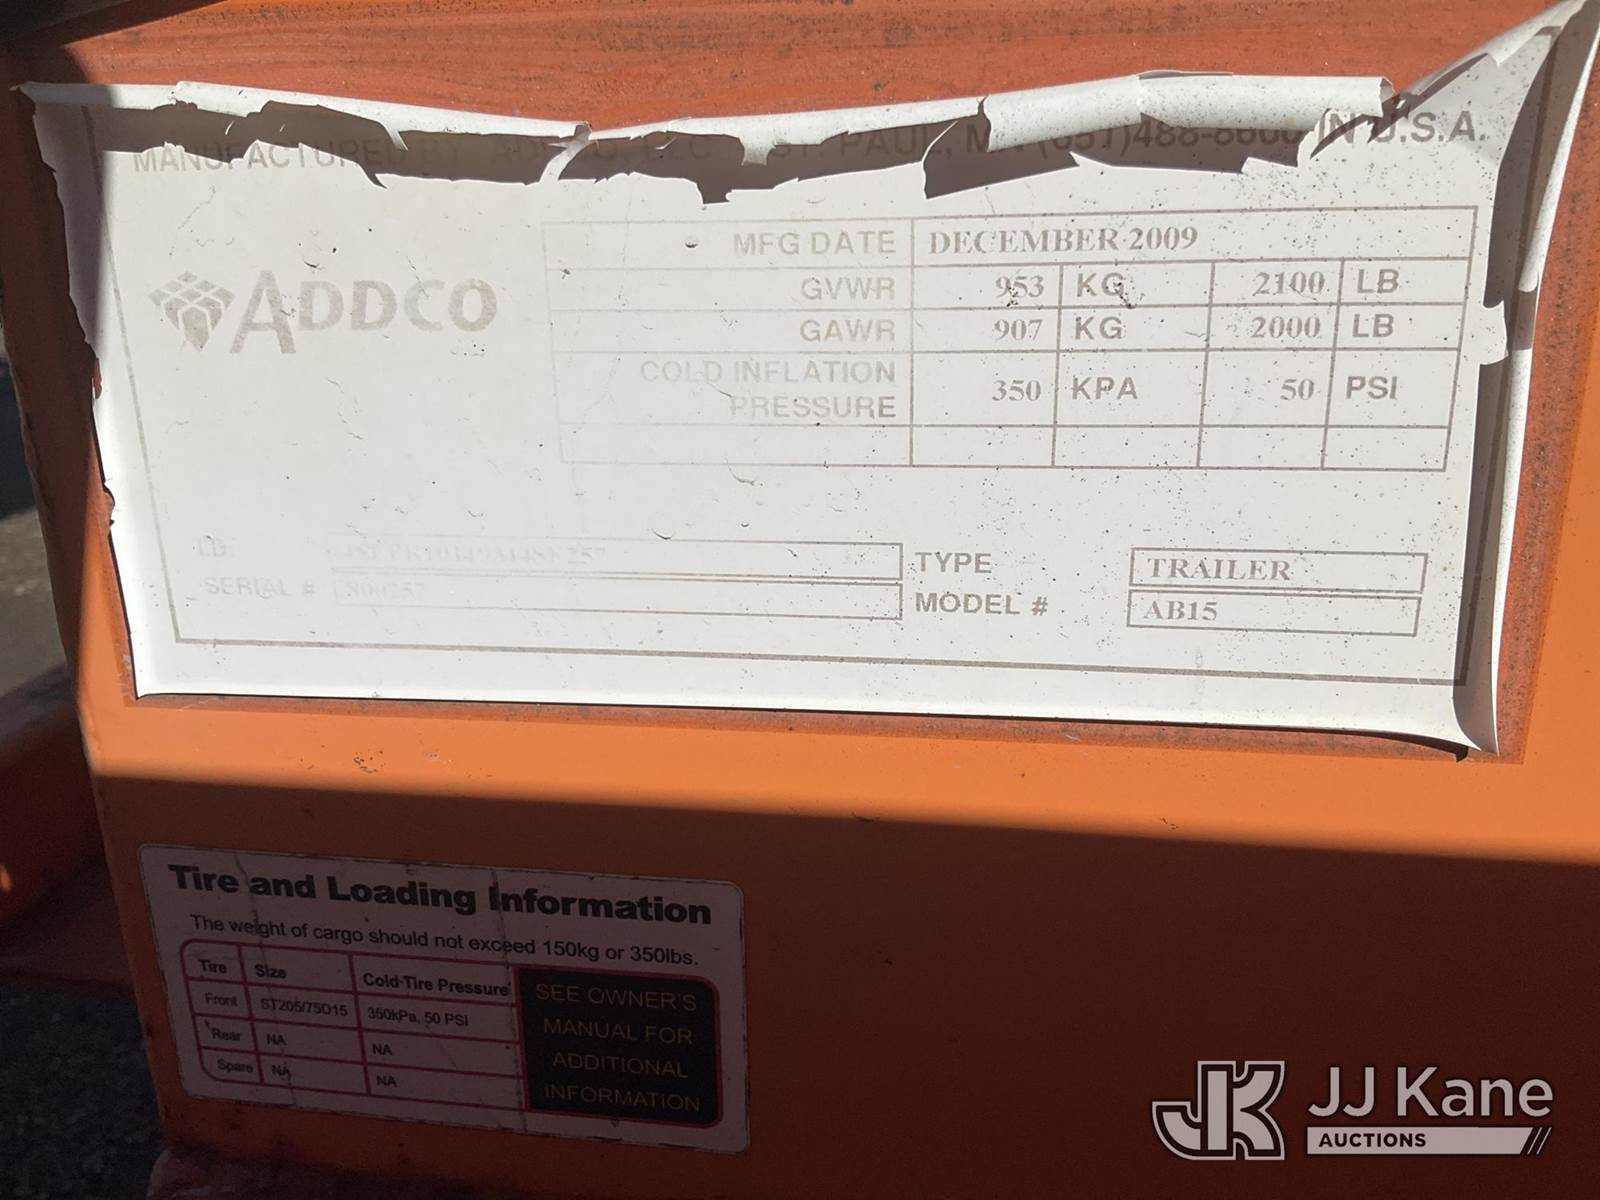 MANUFACTURED BY ADDCO, LLC ST. PAUL, (651)488-8600 IN U.S.A.
ADDCO
MFG DATE DECEMBER 2009
GVWR 953 KG 2100 LB
GAWR 907 KG 2000 LB
COLD INFLATION
PRESSURE 350 KPA 50 PSI
I.D.
SERIAL #
TYPE TRAILER
MODEL # AB15
Tire and Loading Information
The weight of cargo should not exceed 150kg or 350lbs.
Tire Size Cold-Tire Pressure
Front ST205/75D15 350kPa, 50 PSI
Rear NA NA
Spare NA NA
SEE OWNER'S
MANUAL FOR
ADDITIONAL
INFORMATION
JK JJ Kane
AUCTIONS